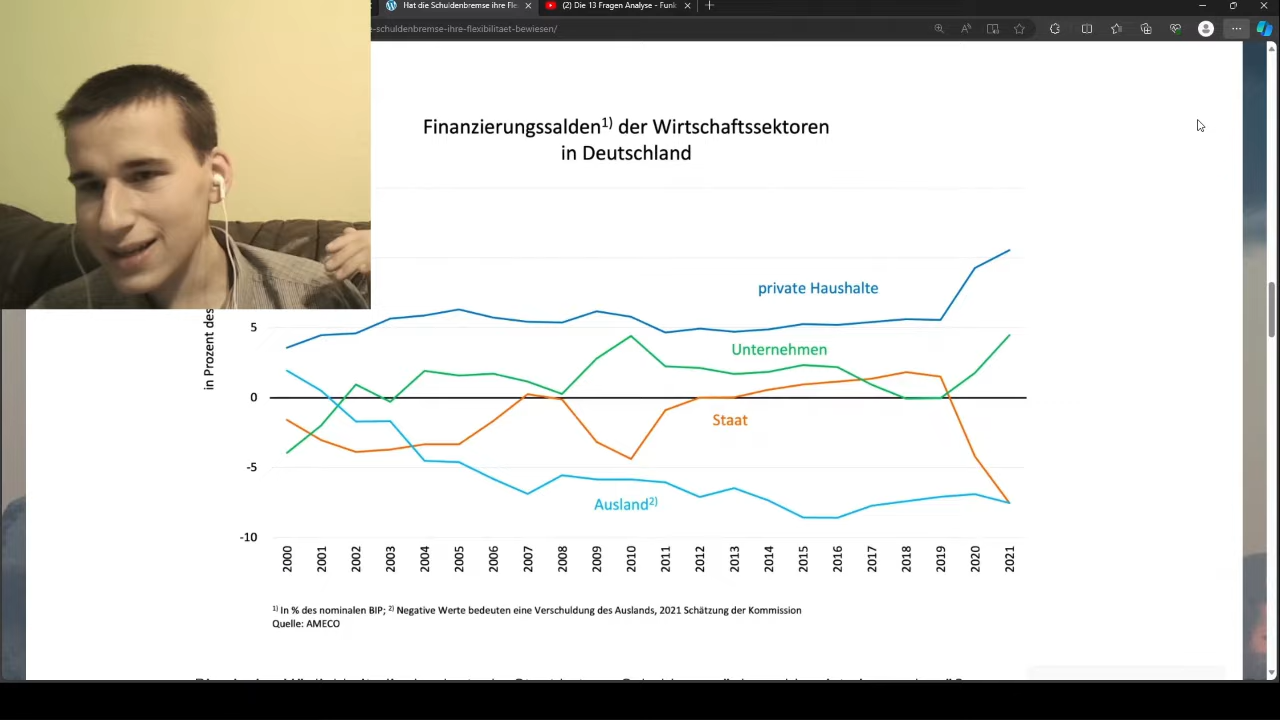 Hat die Schuldenbremse ihre Fle
(2) Die 13 Fragen Analyse - Funk
e-schuldenbremse-ihre-flexibilitaet-bewiesen/
Finanzierungssalden1) der Wirtschaftssektoren
in Deutschland
in Prozent des
private Haushalte
Unternehmen
Staat
Ausland2)
5
0
-5
-10
2000 2001 2002 2003 2004 2005 2006 2007 2008 2009 2010 2011 2012 2013 2014 2015 2016 2017 2018 2019 2020 2021
1) In % des nominalen BIP; 2) Negative Werte bedeuten eine Verschuldung des Auslands, 2021 Schätzung der Kommission
Quelle: AMECO